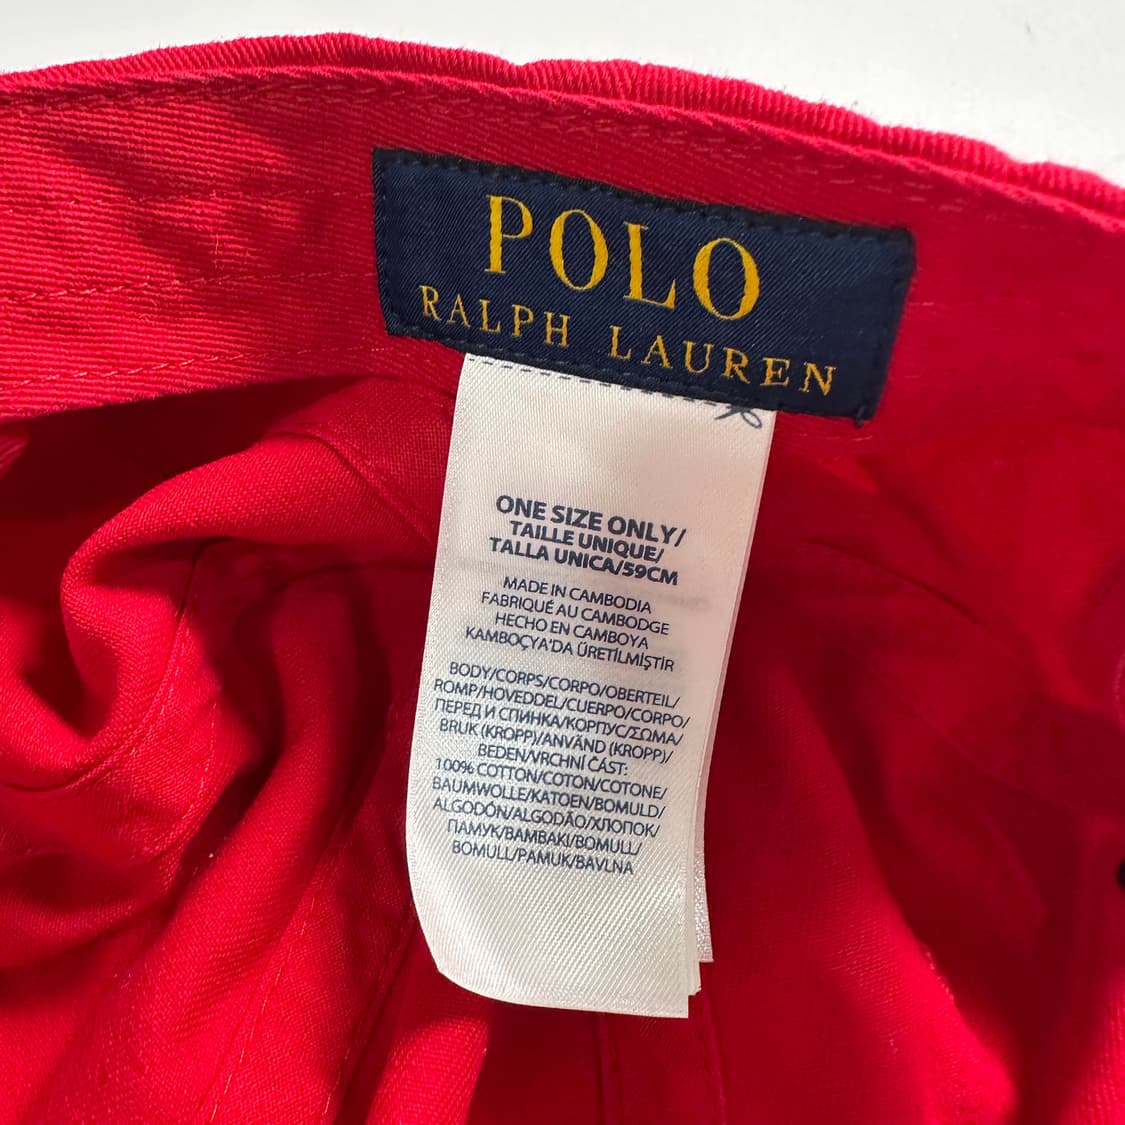 POLO
RALPH LAUREN
ONE SIZE ONLY/
TAILLE UNIQUE/
TALLA UNICA/59CM
MADE IN CAMBODIA
FABRIQUÉ AU CAMBODGE
HECHO EN CAMBOYA
KAMBOÇYA'DA ÜRETİLMİŞTİR
BODY/CORPS/CORPO/OBERTEIL/
ROMP/HOVEDDEL/CUERPO/CORPO/
ПЕРЕД И СПИНКА/КОРПУС/ΣΩΜΑ/
BRUK (KROPP)/ANVÄND (KROPP)/
BEDEN/VRCHNÍ ČÁST:
100% COTTON/COTON/COTONE/
BAUMWOLLE/KATOEN/BOMULD/
ALGODÓN/ALGODÃO/ХЛОПОК/
ПАМУК/ΒΑΜΒΑΚΙ/BOMULL/
BOMULL/PAMUK/BAVLNA